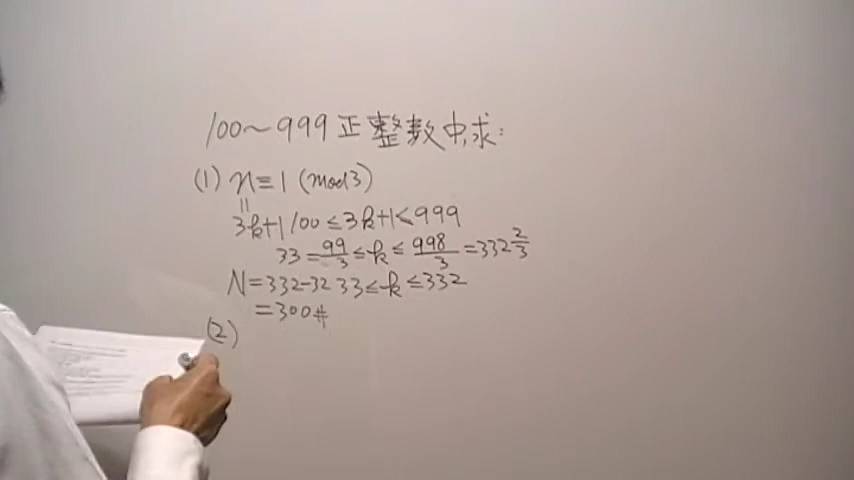 100～999正整數中,求:
(1) n≡1 (mod3)
=
3k+1 100≤3k+1≤999
33=99/3≤k≤998/3=332 2/3
N=332-32 33≤k≤332
=300#
(2)